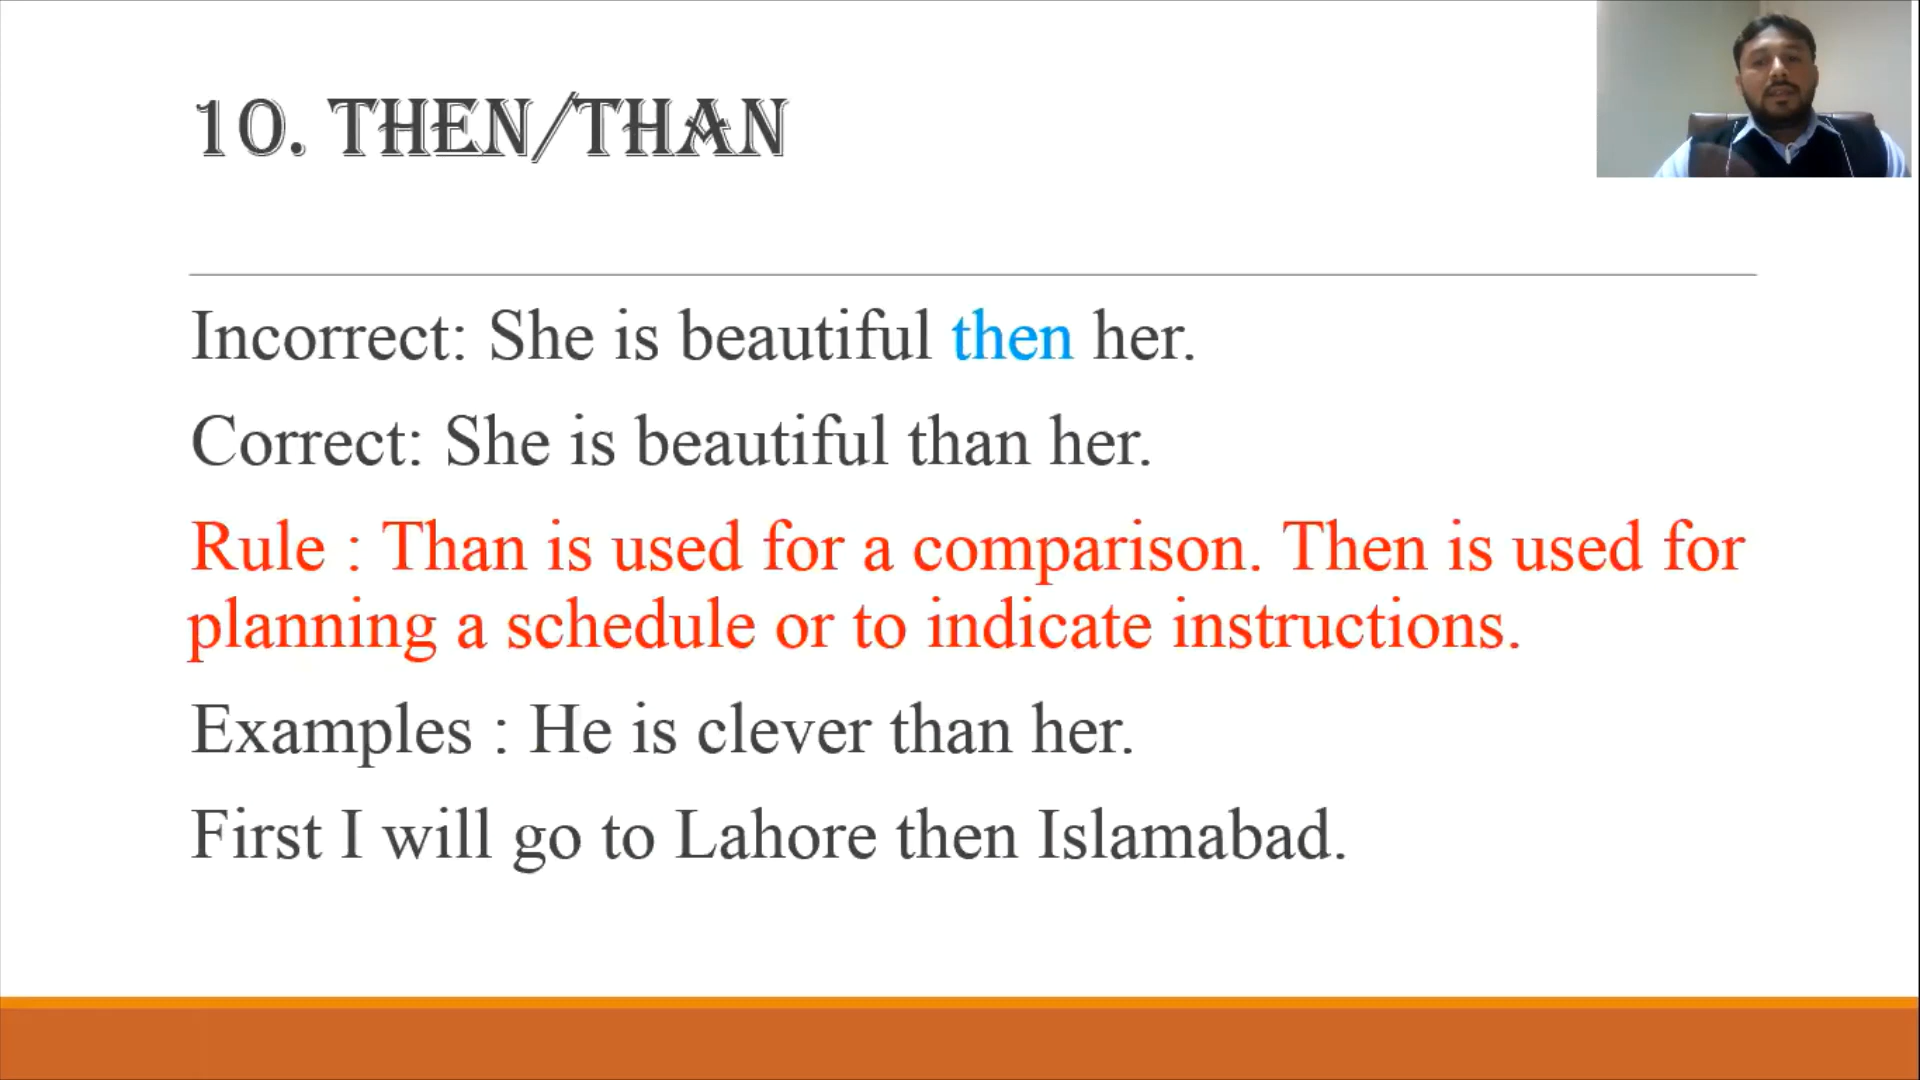 10. THEN/THAN
Incorrect: She is beautiful then her.
Correct: She is beautiful than her.
Rule : Than is used for a comparison. Then is used for
planning a schedule or to indicate instructions.
Examples : He is clever than her.
First I will go to Lahore then Islamabad.